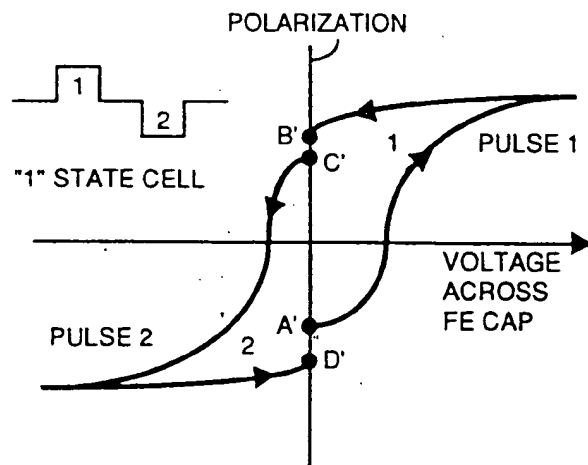 POLARIZATION
1
2
"1" STATE CELL
B'
C'
1
PULSE 1
VOLTAGE
ACROSS
FE CAP
A'
D'
PULSE 2
2